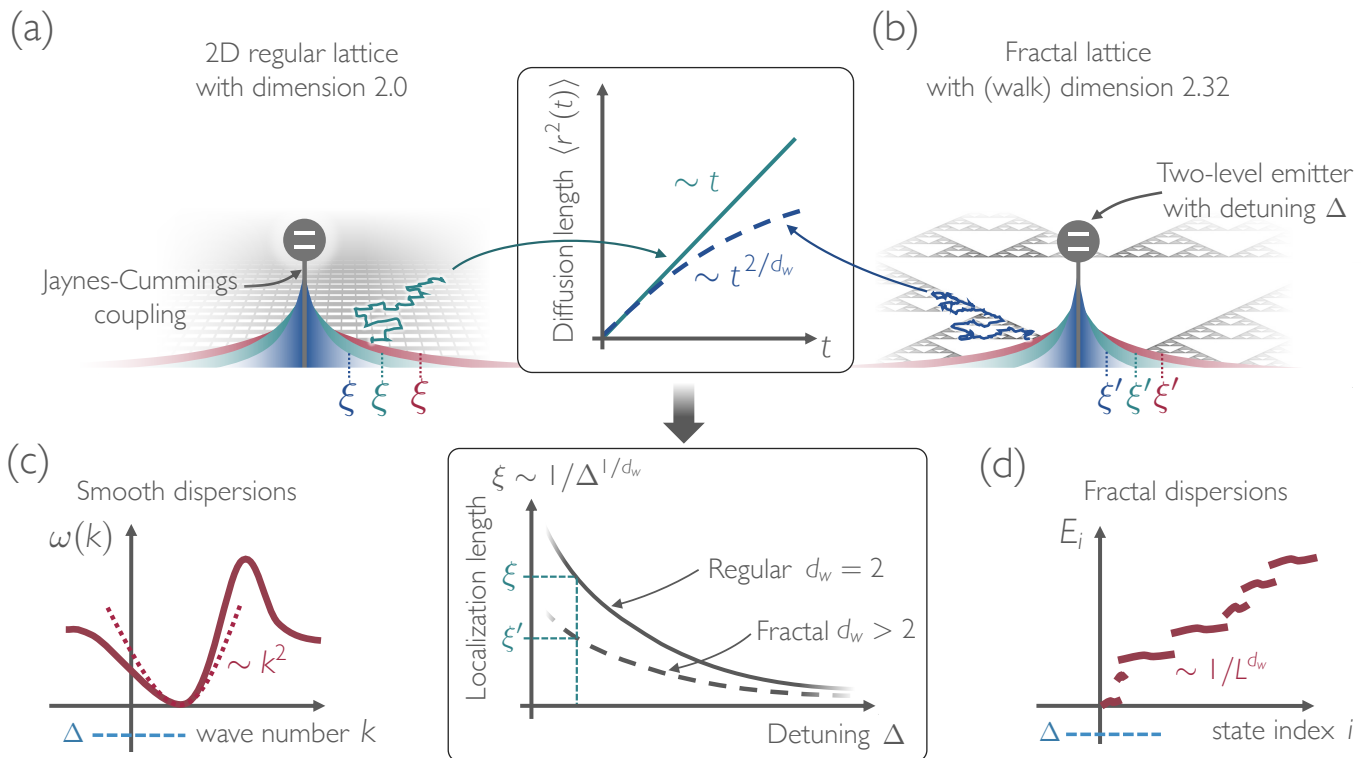 (a)
2D regular lattice
with dimension 2.0
Jaynes-Cummings
coupling
ξ ξ ξ
Diffusion length ⟨r²(t)⟩
~ t
~ t^{2/d_w}
t
(b)
Fractal lattice
with (walk) dimension 2.32
Two-level emitter
with detuning Δ
ξ′ ξ′ ξ′
(c)
Smooth dispersions
ω(k)
~ k²
Δ
wave number k
ξ ~ 1/Δ^{1/d_w}
Localization length
ξ
ξ′
Regular d_w = 2
Fractal d_w > 2
Detuning Δ
(d)
Fractal dispersions
E_i
~ 1/L^{d_w}
Δ
state index i